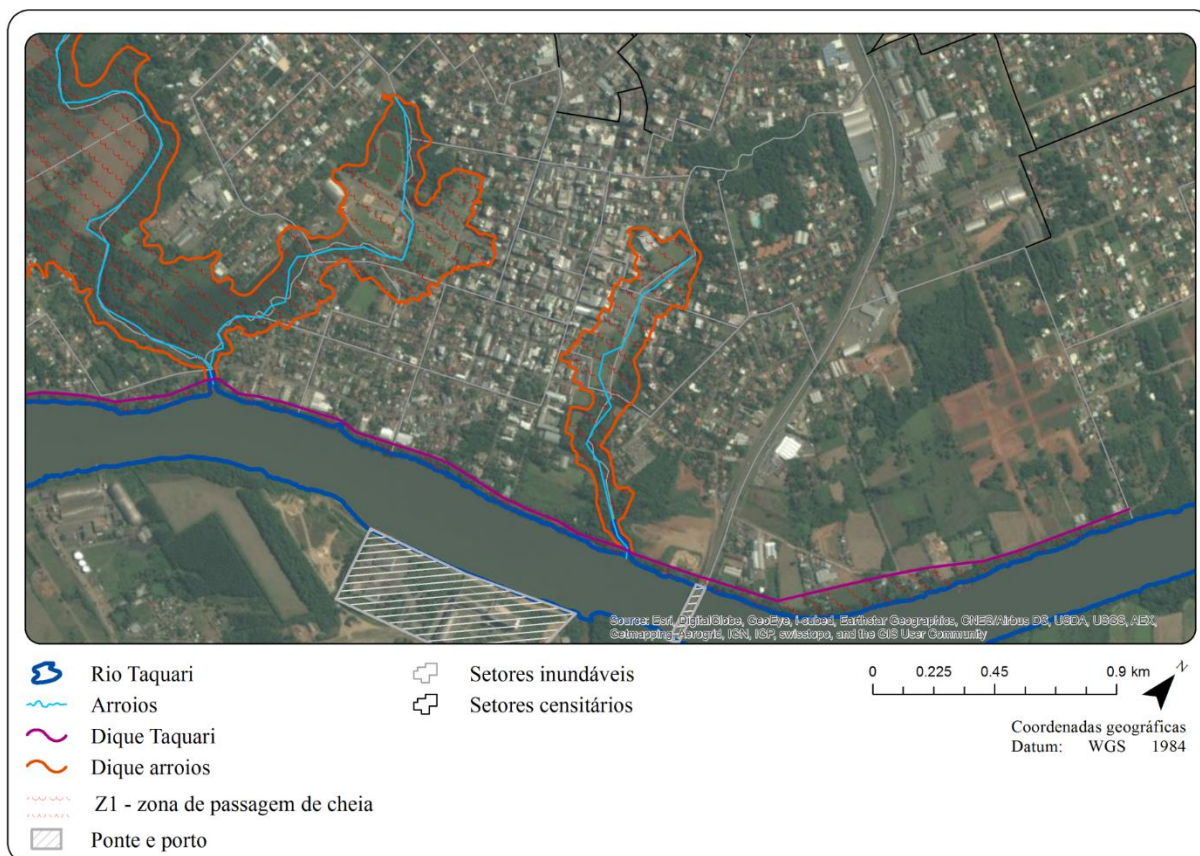 Source: Esri, DigitalGlobe, GeoEye, i-cubed, Earthstar Geographics, CNES/Airbus DS, USDA, USGS, AEX,
Getmapping, Aerogrid, IGN, IGP, swisstopo, and the GIS User Community
Rio Taquari
Arroios
Dique Taquari
Dique arroios
Z1 - zona de passagem de cheia
Ponte e porto
Setores inundáveis
Setores censitários
0 0.225 0.45 0.9 km
N
Coordenadas geográficas
Datum: WGS 1984